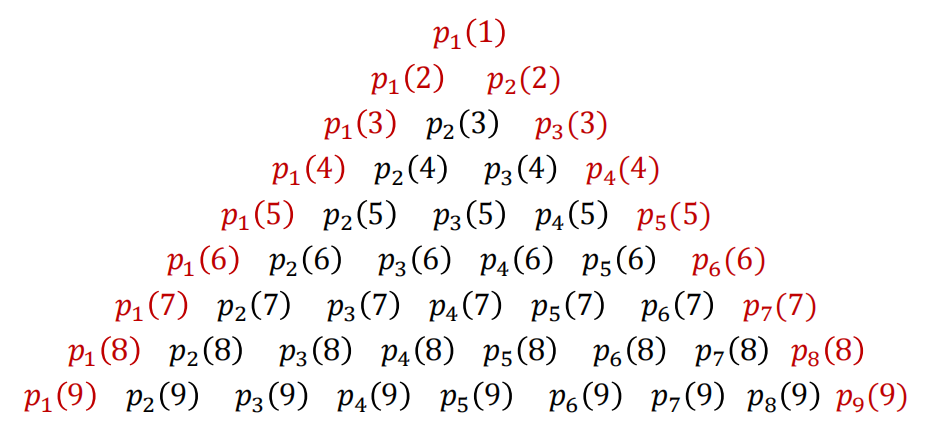 p₁(1)
p₁(2) p₂(2)
p₁(3) p₂(3) p₃(3)
p₁(4) p₂(4) p₃(4) p₄(4)
p₁(5) p₂(5) p₃(5) p₄(5) p₅(5)
p₁(6) p₂(6) p₃(6) p₄(6) p₅(6) p₆(6)
p₁(7) p₂(7) p₃(7) p₄(7) p₅(7) p₆(7) p₇(7)
p₁(8) p₂(8) p₃(8) p₄(8) p₅(8) p₆(8) p₇(8) p₈(8)
p₁(9) p₂(9) p₃(9) p₄(9) p₅(9) p₆(9) p₇(9) p₈(9) p₉(9)